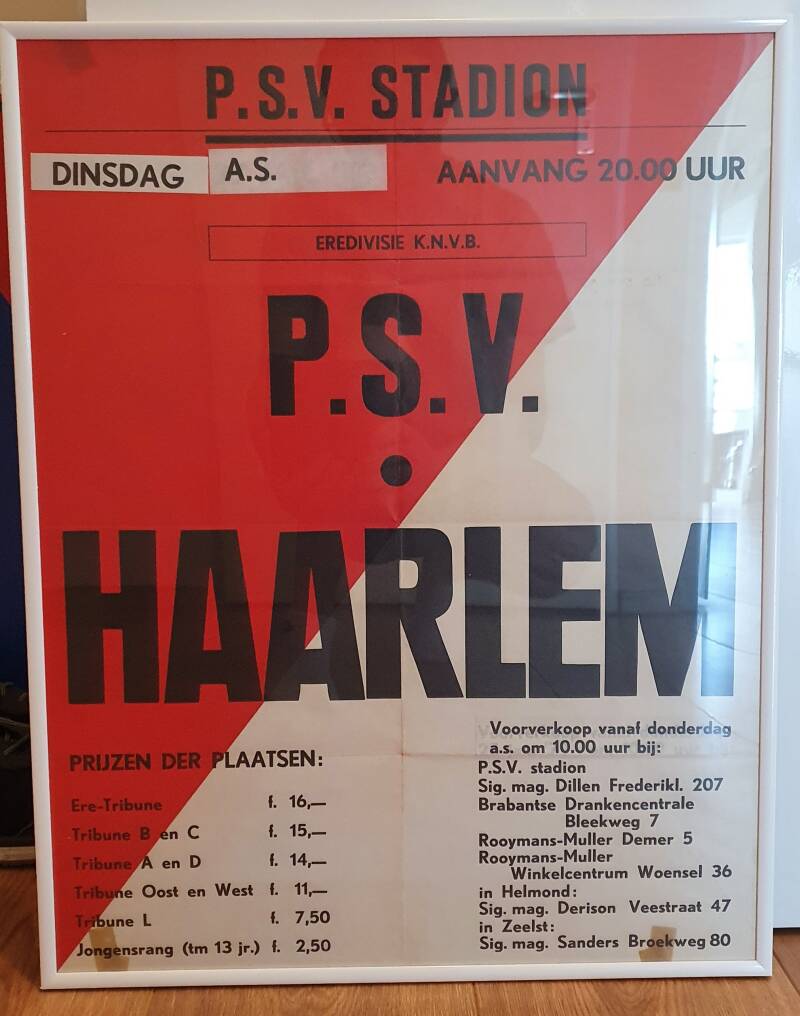 P.S.V. STADION
DINSDAG A.S. AANVANG 20.00 UUR
EREDIVISIE K.N.V.B.
P.S.V.
HAARLEM
PRIJZEN DER PLAATSEN:
Ere-Tribune f. 16,—
Tribune B en C f. 15,—
Tribune A en D f. 14,—
Tribune Oost en West f. 11,—
Tribune L f. 7,50
Jongensrang (tm 13 jr.) f. 2,50
Voorverkoop vanaf donderdag
a.s. om 10.00 uur bij:
P.S.V. stadion
Sig. mag. Dillen Frederikl. 207
Brabantse Drankencentrale
Bleekweg 7
Rooymans-Muller Demer 5
Rooymans-Muller
Winkelcentrum Woensel 36
in Helmond:
Sig. mag. Derison Veestraat 47
in Zeelst:
Sig. mag. Sanders Broekweg 80